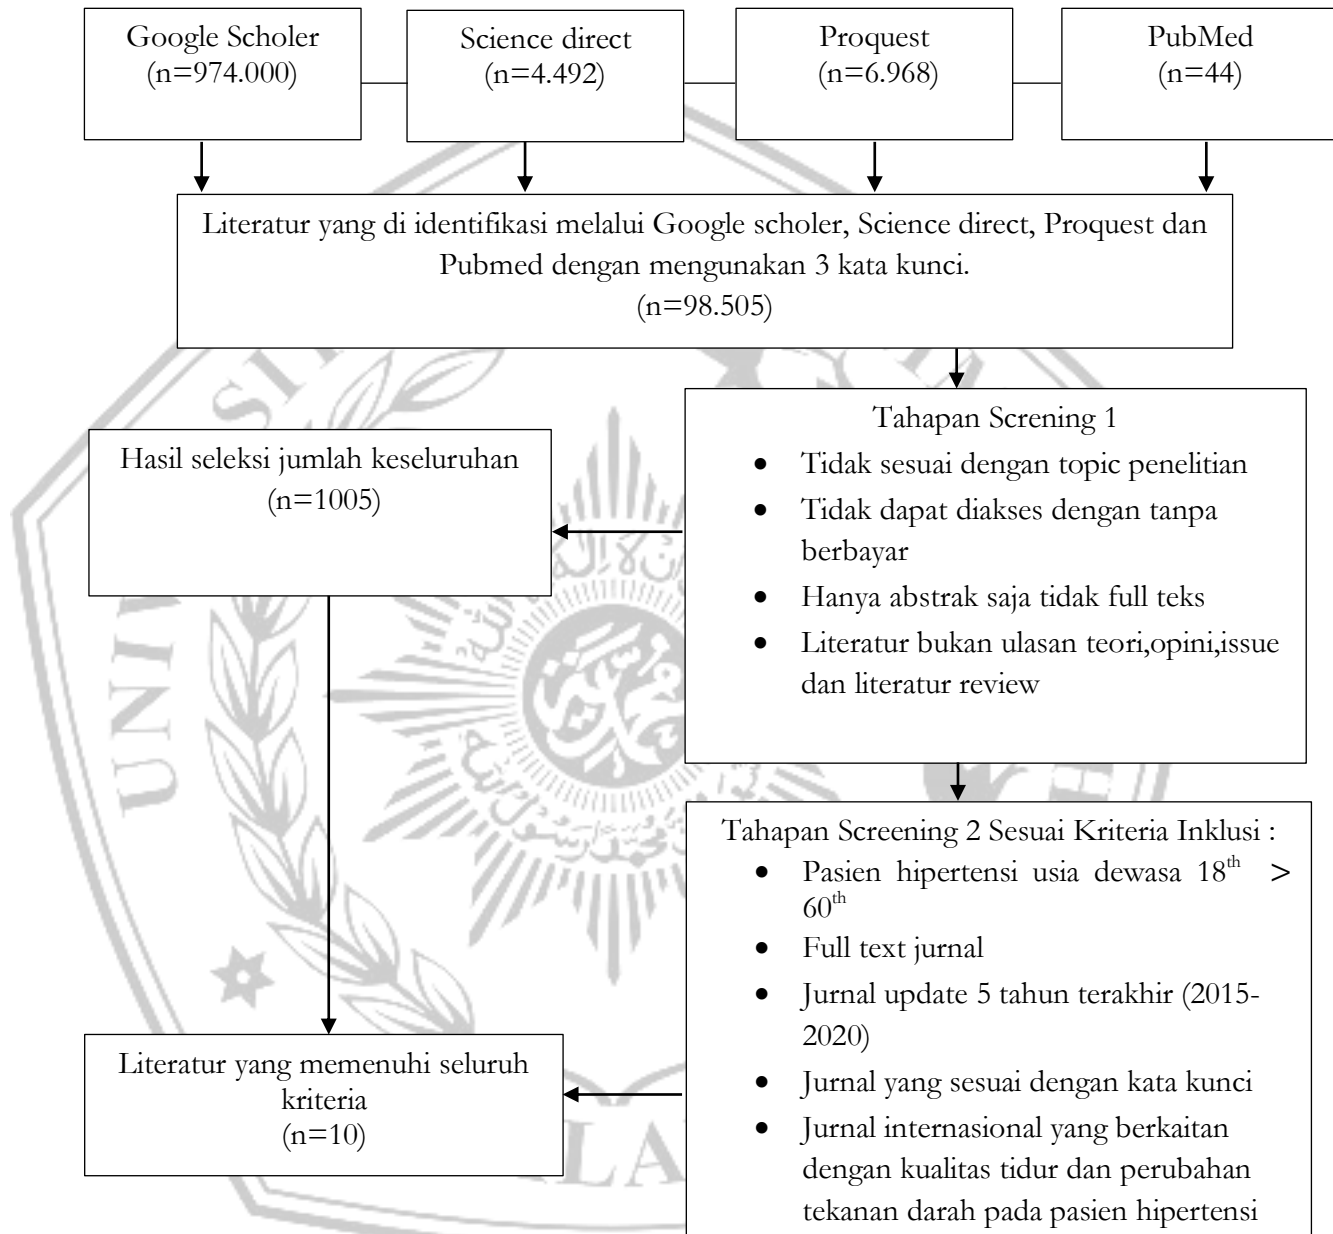 Google Scholer
(n=974.000)
Science direct
(n=4.492)
Proquest
(n=6.968)
PubMed
(n=44)
Literatur yang di identifikasi melalui Google scholer, Science direct, Proquest dan
Pubmed dengan mengunakan 3 kata kunci.
(n=98.505)
Tahapan Screning 1
• Tidak sesuai dengan topic penelitian
• Tidak dapat diakses dengan tanpa
berbayar
• Hanya abstrak saja tidak full teks
• Literatur bukan ulasan teori,opini,issue
dan literatur review
Hasil seleksi jumlah keseluruhan
(n=1005)
Tahapan Screening 2 Sesuai Kriteria Inklusi :
• Pasien hipertensi usia dewasa 18th >
60th
• Full text jurnal
• Jurnal update 5 tahun terakhir (2015-
2020)
• Jurnal yang sesuai dengan kata kunci
• Jurnal internasional yang berkaitan
dengan kualitas tidur dan perubahan
tekanan darah pada pasien hipertensi
Literatur yang memenuhi seluruh
kriteria
(n=10)